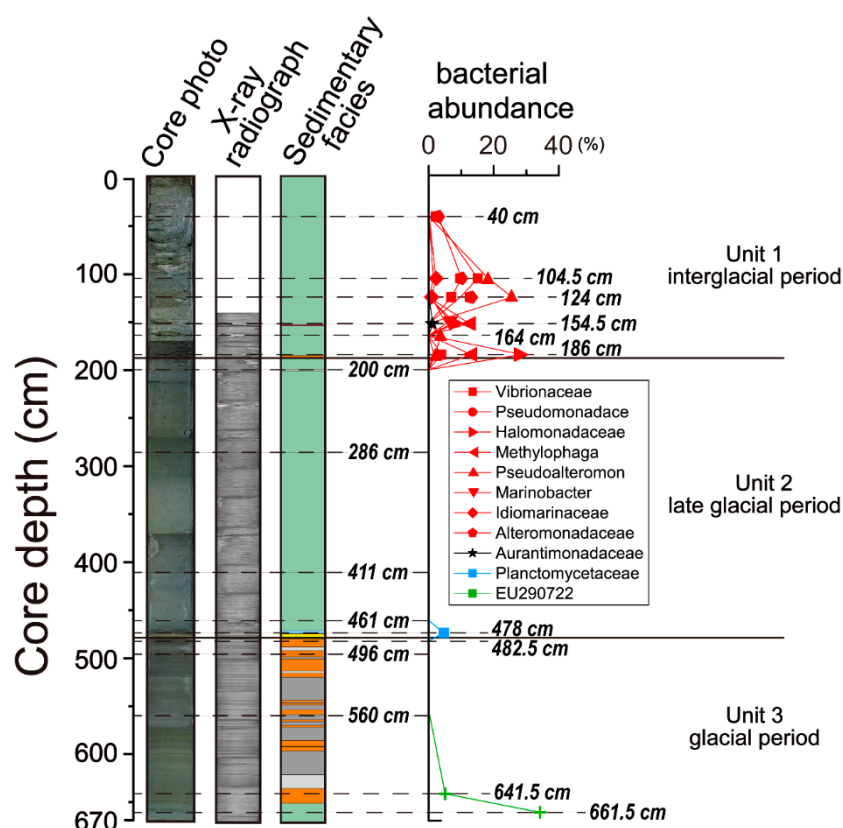 Core photo
X-ray
radiograph
Sedimentary
facies
bacterial
abundance
0 20 40 (%)
Core depth (cm)
0
100
200
300
400
500
600
670
40 cm
104.5 cm
124 cm
154.5 cm
164 cm
186 cm
200 cm
286 cm
411 cm
461 cm
478 cm
482.5 cm
496 cm
560 cm
641.5 cm
661.5 cm
Unit 1
interglacial period
Vibrionaceae
Pseudomonadace
Halomonadaceae
Methylophaga
Pseudoalteromon
Marinobacter
Idiomarinaceae
Alteromonadaceae
Aurantimonadaceae
Planctomycetaceae
EU290722
Unit 2
late glacial period
Unit 3
glacial period